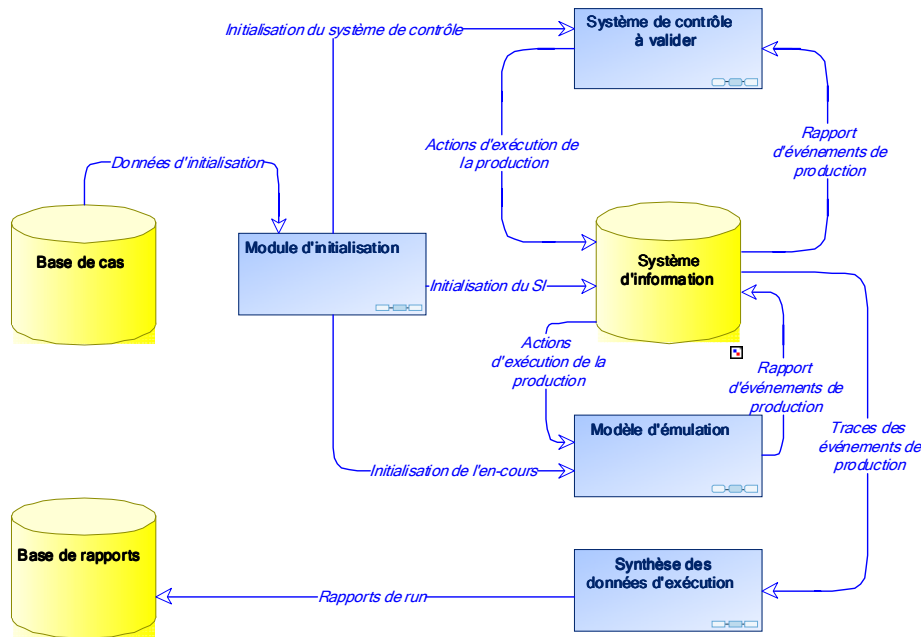 Système de contrôle
à valider
Initialisation du système de contrôle
Actions d'exécution de
la production
Rapport
d'événements de
production
Données d'initialisation
Base de cas
Module d'initialisation
Système
d'information
Initialisation du SI
Actions
d'exécution de la
production
Rapport
d'événements de
production
Modèle d'émulation
Traces des
événements de
production
Initialisation de l'en-cours
Base de rapports
Synthèse des
données d'exécution
Rapports de run